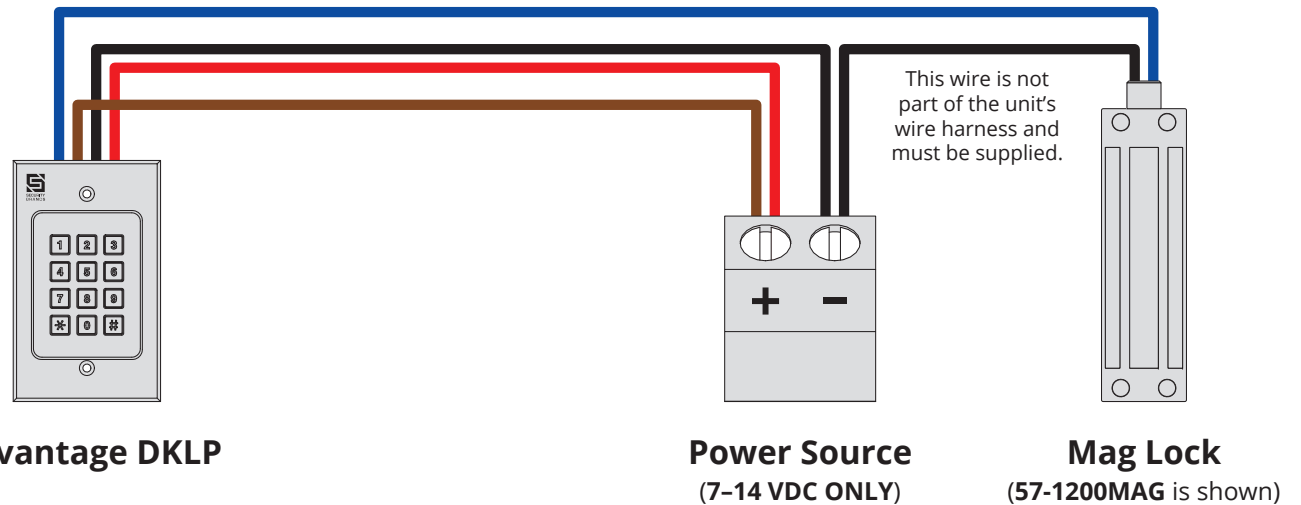 This wire is not
part of the unit's
wire harness and
must be supplied.
SECURITY
BRANDS
1 2 3
4 5 6
7 8 9
* 0 #
+ −
vantage DKLP
Power Source
(7–14 VDC ONLY)
Mag Lock
(57-1200MAG is shown)